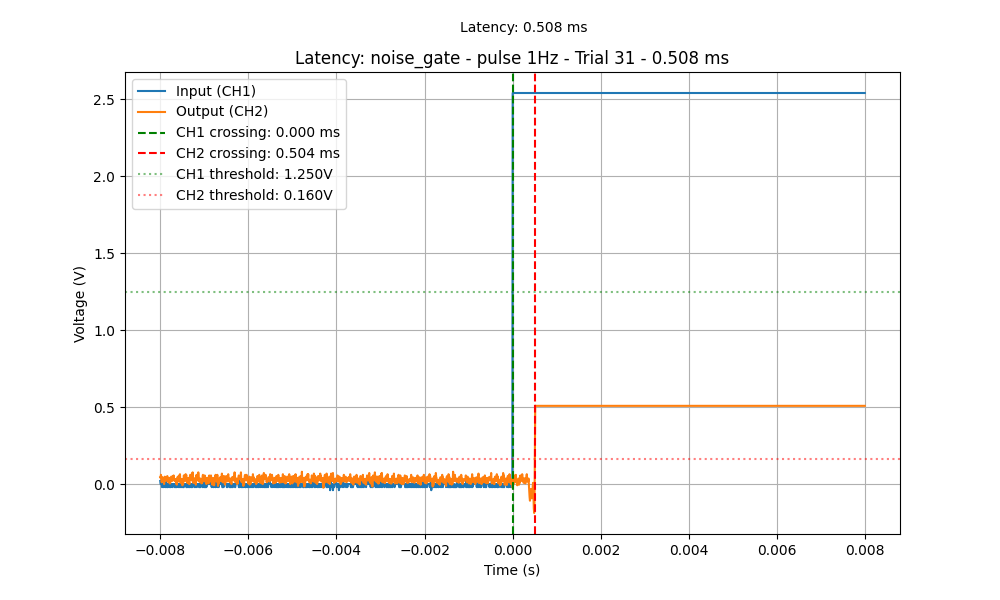 Latency: 0.508 ms
Latency: noise_gate - pulse 1Hz - Trial 31 - 0.508 ms
Input (CH1)
Output (CH2)
CH1 crossing: 0.000 ms
CH2 crossing: 0.504 ms
CH1 threshold: 1.250V
CH2 threshold: 0.160V
Voltage (V)
2.5
2.0
1.5
1.0
0.5
0.0
−0.008 −0.006 −0.004 −0.002 0.000 0.002 0.004 0.006 0.008
Time (s)